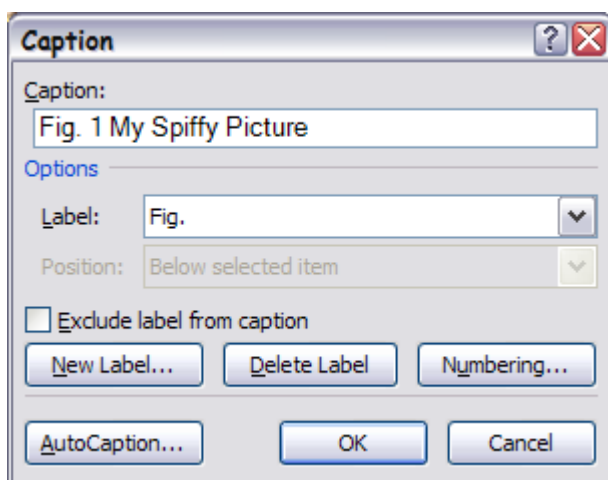 Caption
Caption:
Fig. 1 My Spiffy Picture
Options
Label: Fig.
Position: Below selected item
Exclude label from caption
New Label... Delete Label Numbering...
AutoCaption... OK Cancel